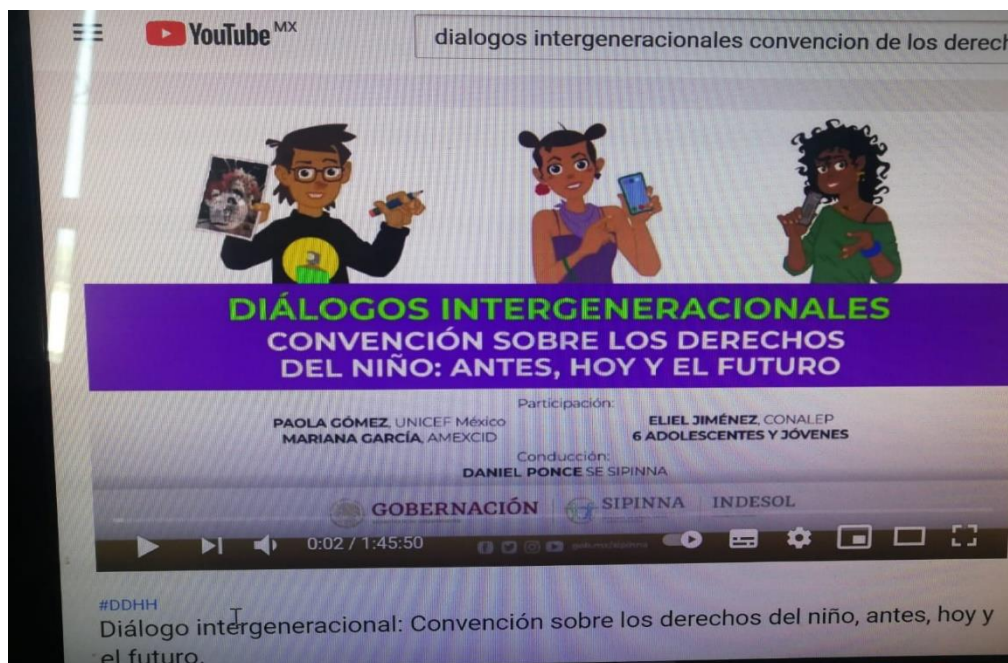 YouTube MX
dialogos intergeneracionales convencion de los derech
DIÁLOGOS INTERGENERACIONALES
CONVENCIÓN SOBRE LOS DERECHOS
DEL NIÑO: ANTES, HOY Y EL FUTURO
Participación:
PAOLA GÓMEZ, UNICEF México
MARIANA GARCÍA, AMEXCID
ELIEL JIMÉNEZ, CONALEP
6 ADOLESCENTES Y JÓVENES
Conducción:
DANIEL PONCE SE SIPINNA
GOBERNACIÓN
SIPINNA
INDESOL
0:02 / 1:45:50
#DDHH
Diálogo intergeneracional: Convención sobre los derechos del niño, antes, hoy y
el futuro.